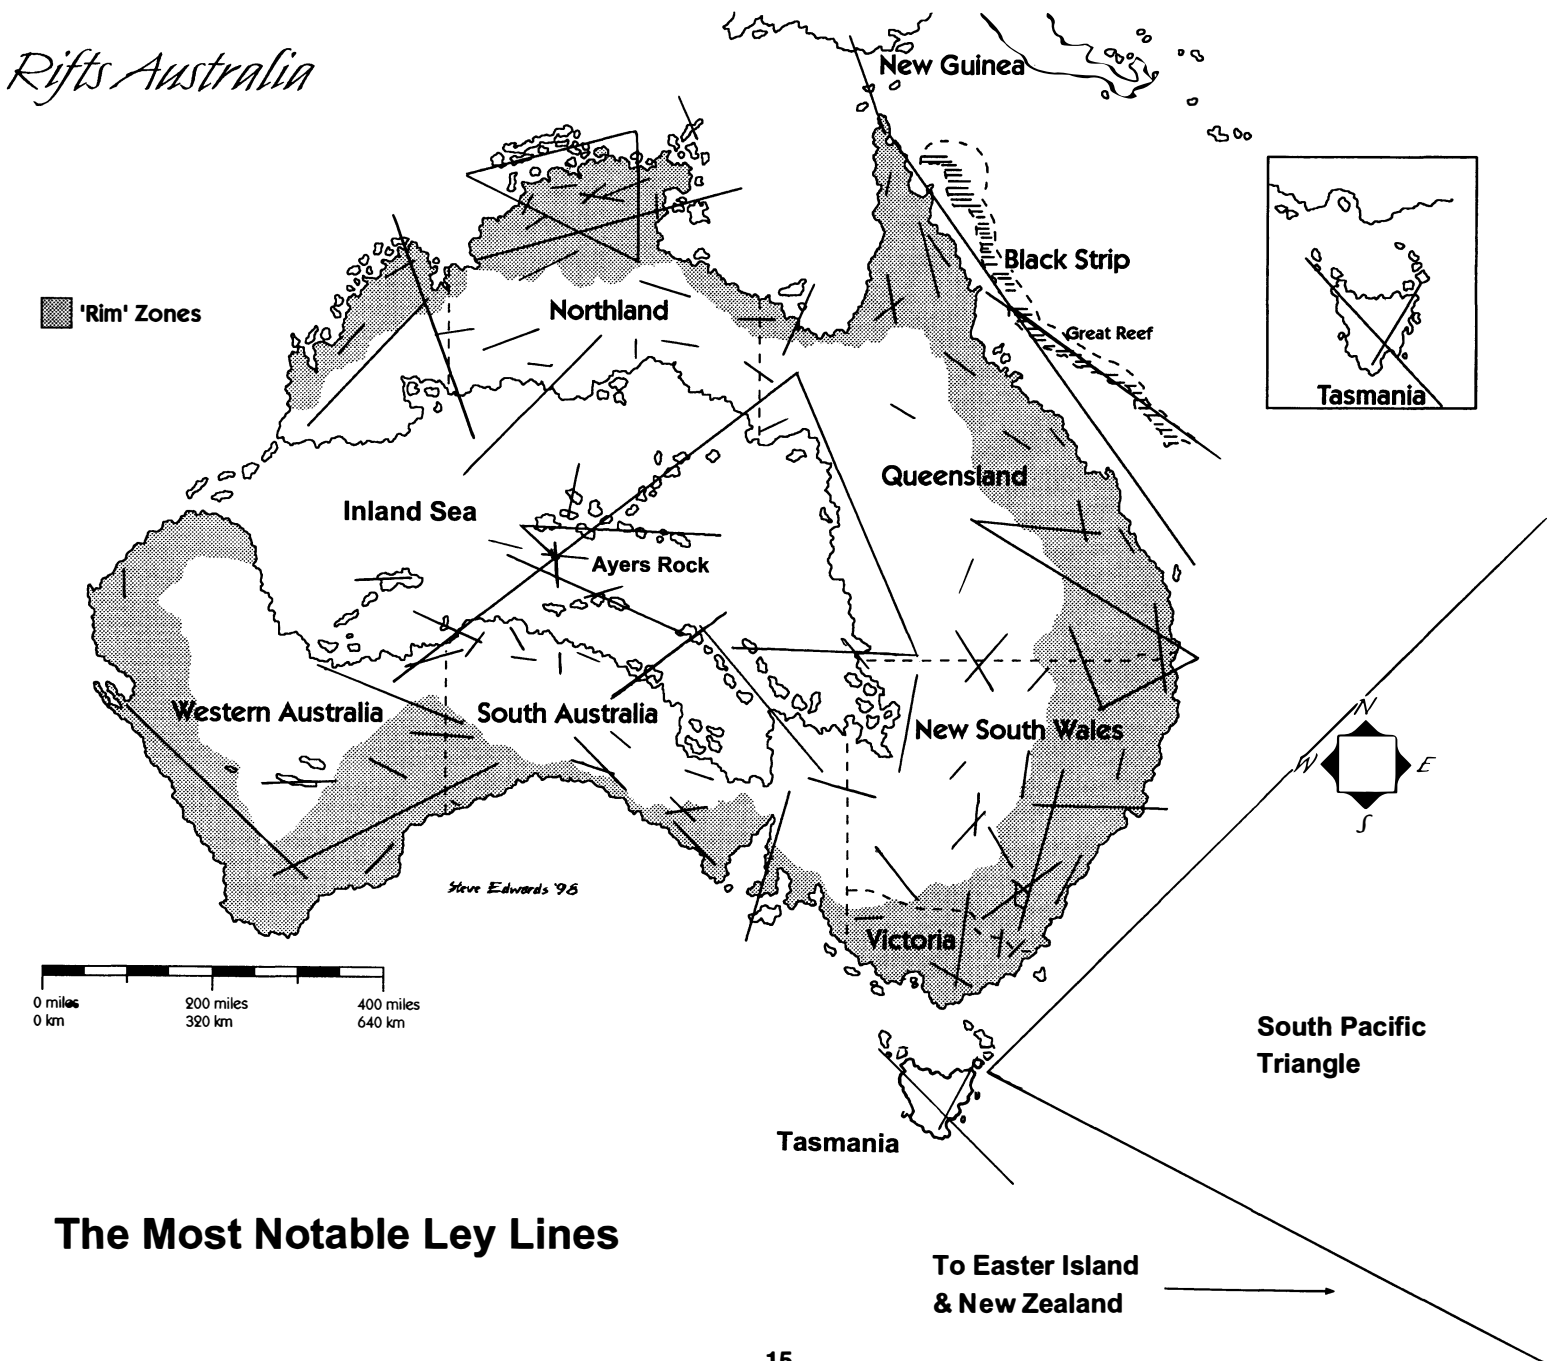 Rifts Australia
New Guinea
Black Strip
'Rim' Zones
Northland
Great Reef
Tasmania
Queensland
Inland Sea
Ayers Rock
Western Australia
South Australia
New South Wales
N
W
E
S
Steve Edwards '98
Victoria
0 miles
200 miles
400 miles
0 km
320 km
640 km
South Pacific
Triangle
Tasmania
The Most Notable Ley Lines
To Easter Island
& New Zealand
15